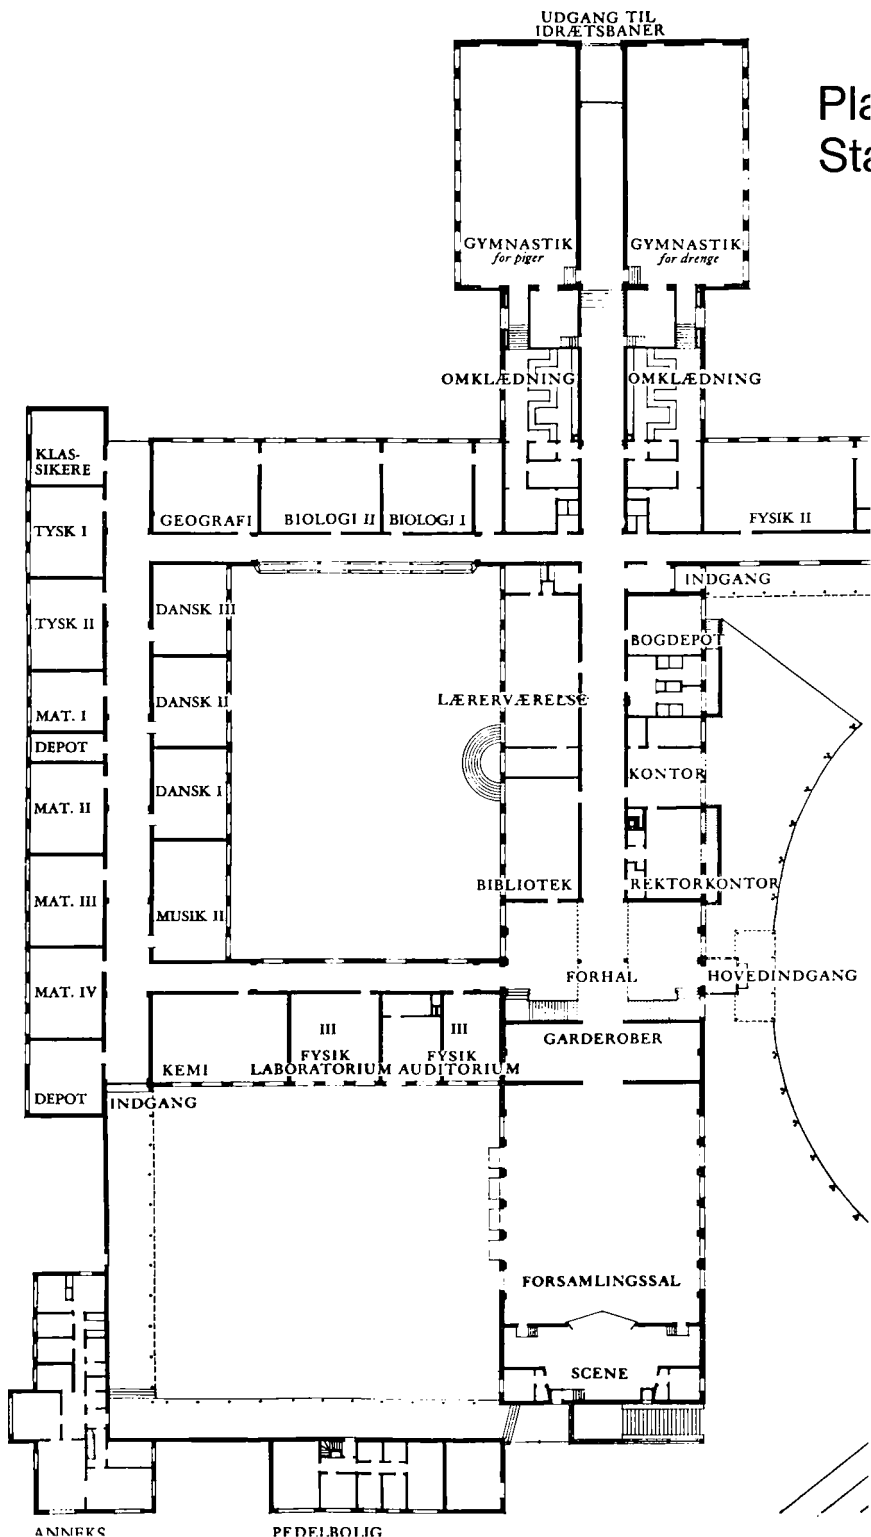 UDGANG TIL
IDRÆTSBANER
GYMNASTIK
for piger
GYMNASTIK
for drenge
OMKLÆDNING
OMKLÆDNING
KLAS-
SIKERE
TYSK I
GEOGRAFI
BIOLOGI II
BIOLOGI I
FYSIK II
INDGANG
DANSK III
TYSK II
BOGDEPOT
LÆRERVÆRELSE
DANSK II
MAT. I
DEPOT
KONTOR
DANSK I
MAT. II
BIBLIOTEK
REKTORKONTOR
MAT. III
MUSIK II
FORHAL
HOVEDINDGANG
MAT. IV
GARDEROBER
KEMI
III
FYSIK
LABORATORIUM
III
FYSIK
AUDITORIUM
DEPOT
INDGANG
FORSAMLINGSSAL
SCENE
ANNEKS
PEDELBOLIG